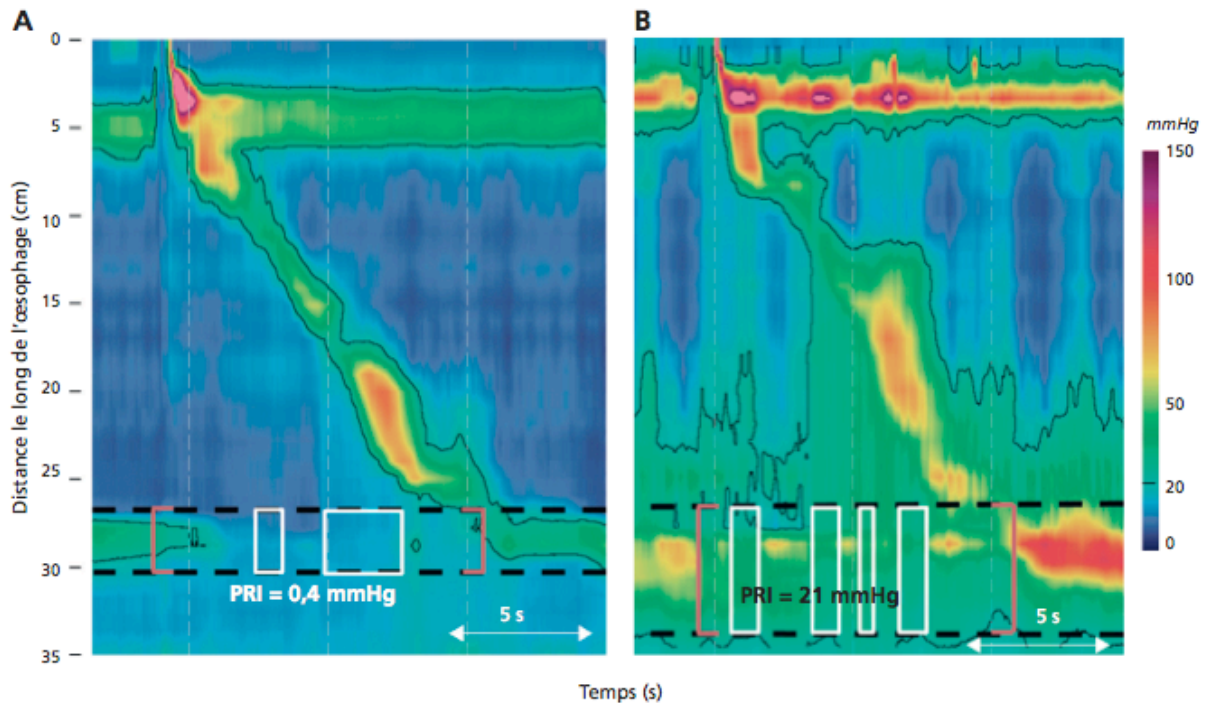 A
B
0
5
10
15
20
25
30
35
Distance le long de l'œsophage (cm)
PRI = 0,4 mmHg
5 s
PRI = 21 mmHg
5 s
mmHg
150
100
50
20
0
Temps (s)